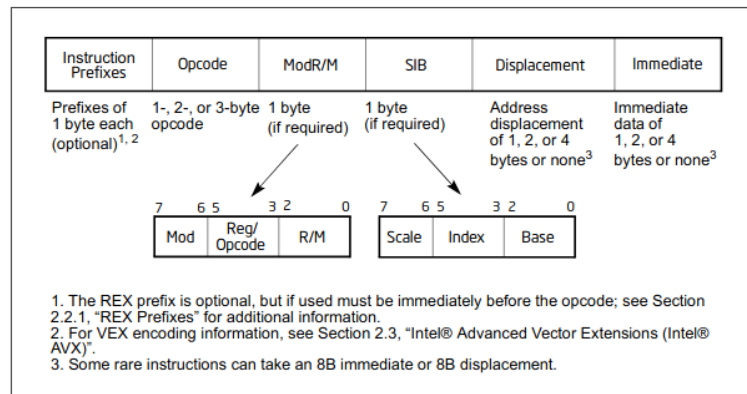 Instruction Prefixes Opcode ModR/M SIB Displacement Immediate
Prefixes of 1-, 2-, or 3-byte 1 byte 1 byte Address Immediate
1 byte each opcode (if required) (if required) displacement data of
(optional)1, 2 of 1, 2, or 4 1, 2, or 4
bytes or none3 bytes or none3
7 6 5 3 2 0 7 6 5 3 2 0
Mod Reg/Opcode R/M Scale Index Base
1. The REX prefix is optional, but if used must be immediately before the opcode; see Section
2.2.1, “REX Prefixes” for additional information.
2. For VEX encoding information, see Section 2.3, “Intel® Advanced Vector Extensions (Intel®
AVX)”.
3. Some rare instructions can take an 8B immediate or 8B displacement.